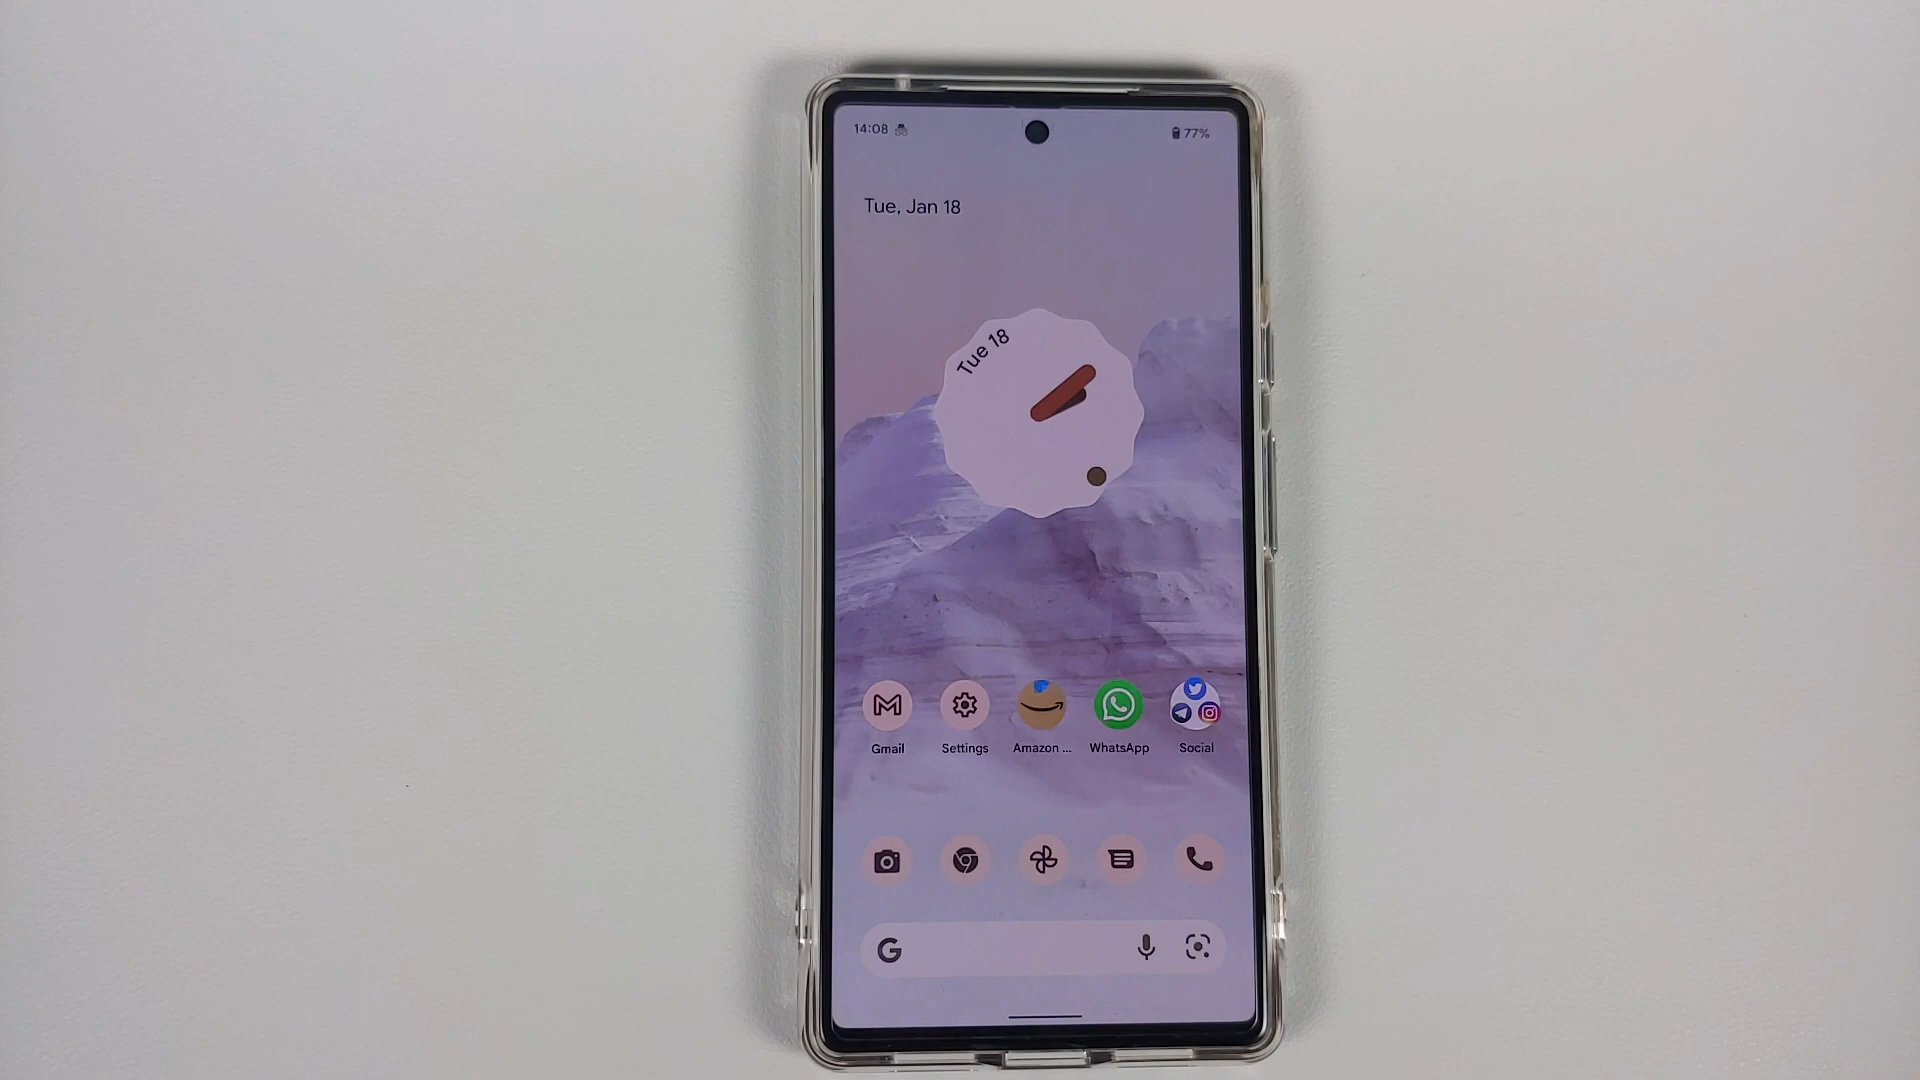 14:08 77%
Tue, Jan 18
Tue 18
Gmail Settings Amazon ... WhatsApp Social
G